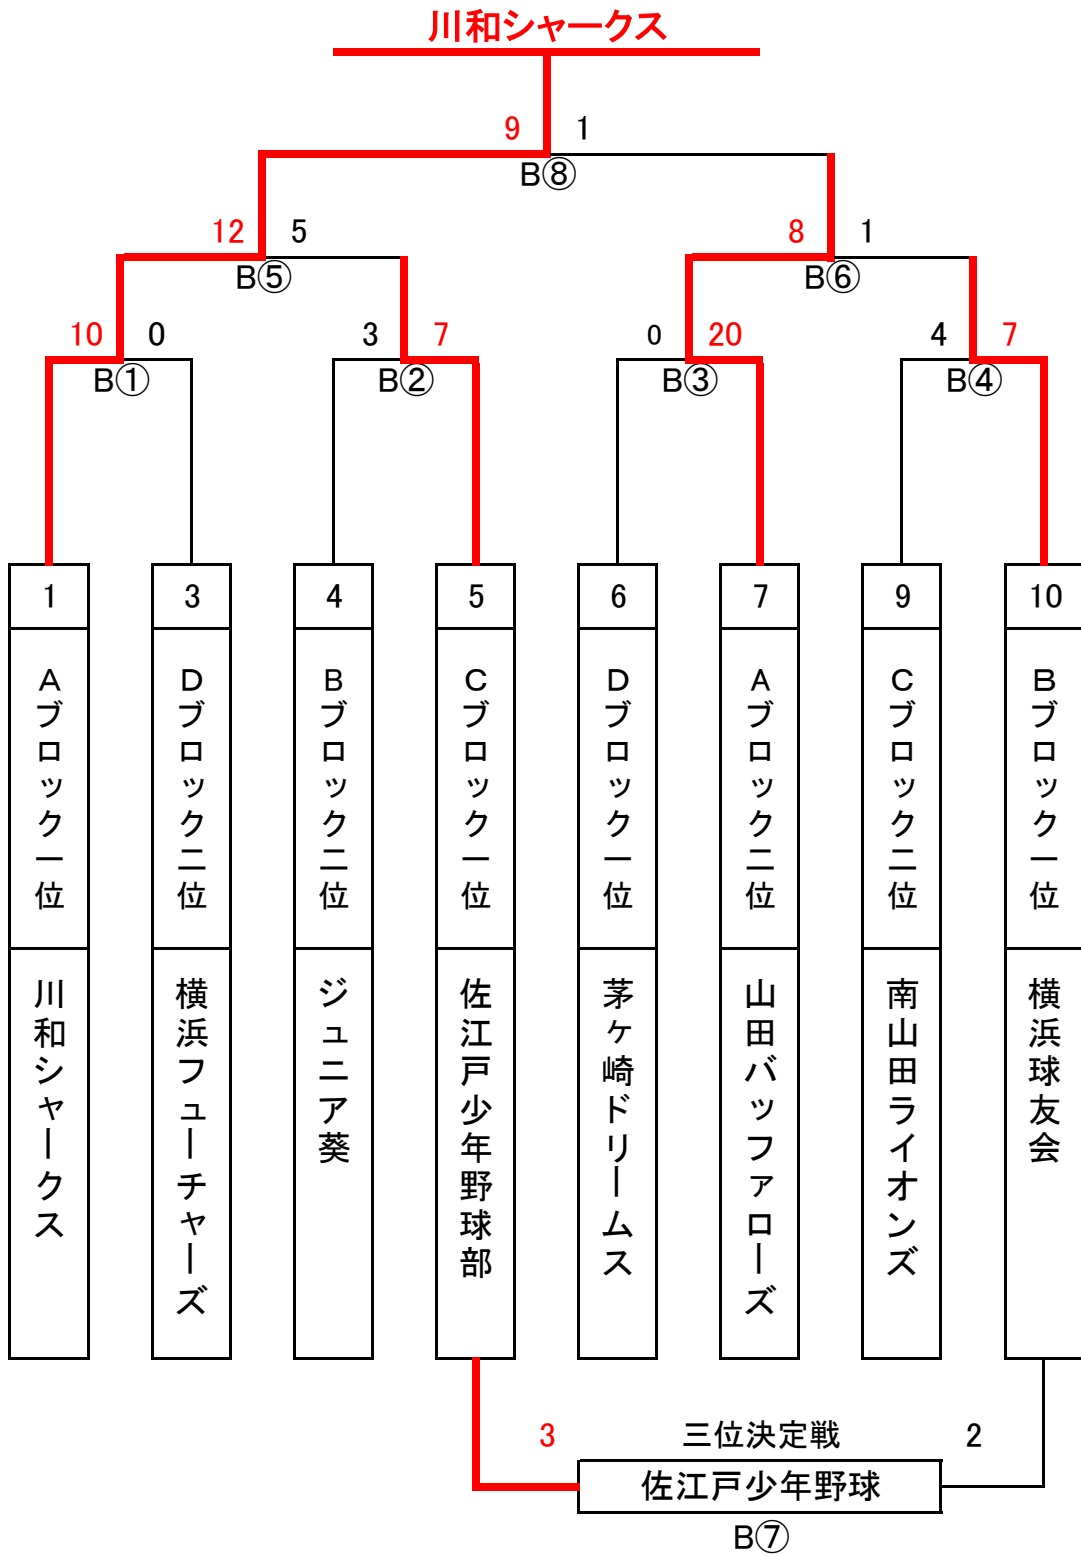 川和シャークス
9 1
B⑧
12 5 8 1
B⑤ B⑥
10 0 3 7 0 20 4 7
B① B② B③ B④
1 3 4 5 6 7 9 10
Aブロック一位
Dブロック二位
Bブロック二位
Cブロック一位
Dブロック一位
Aブロック二位
Cブロック二位
Bブロック一位
川和シャークス
横浜フューチャーズ
ジュニア葵
佐江戸少年野球部
茅ヶ崎ドリームス
山田バッファローズ
南山田ライオンズ
横浜球友会
3 三位決定戦 2
佐江戸少年野球
B⑦